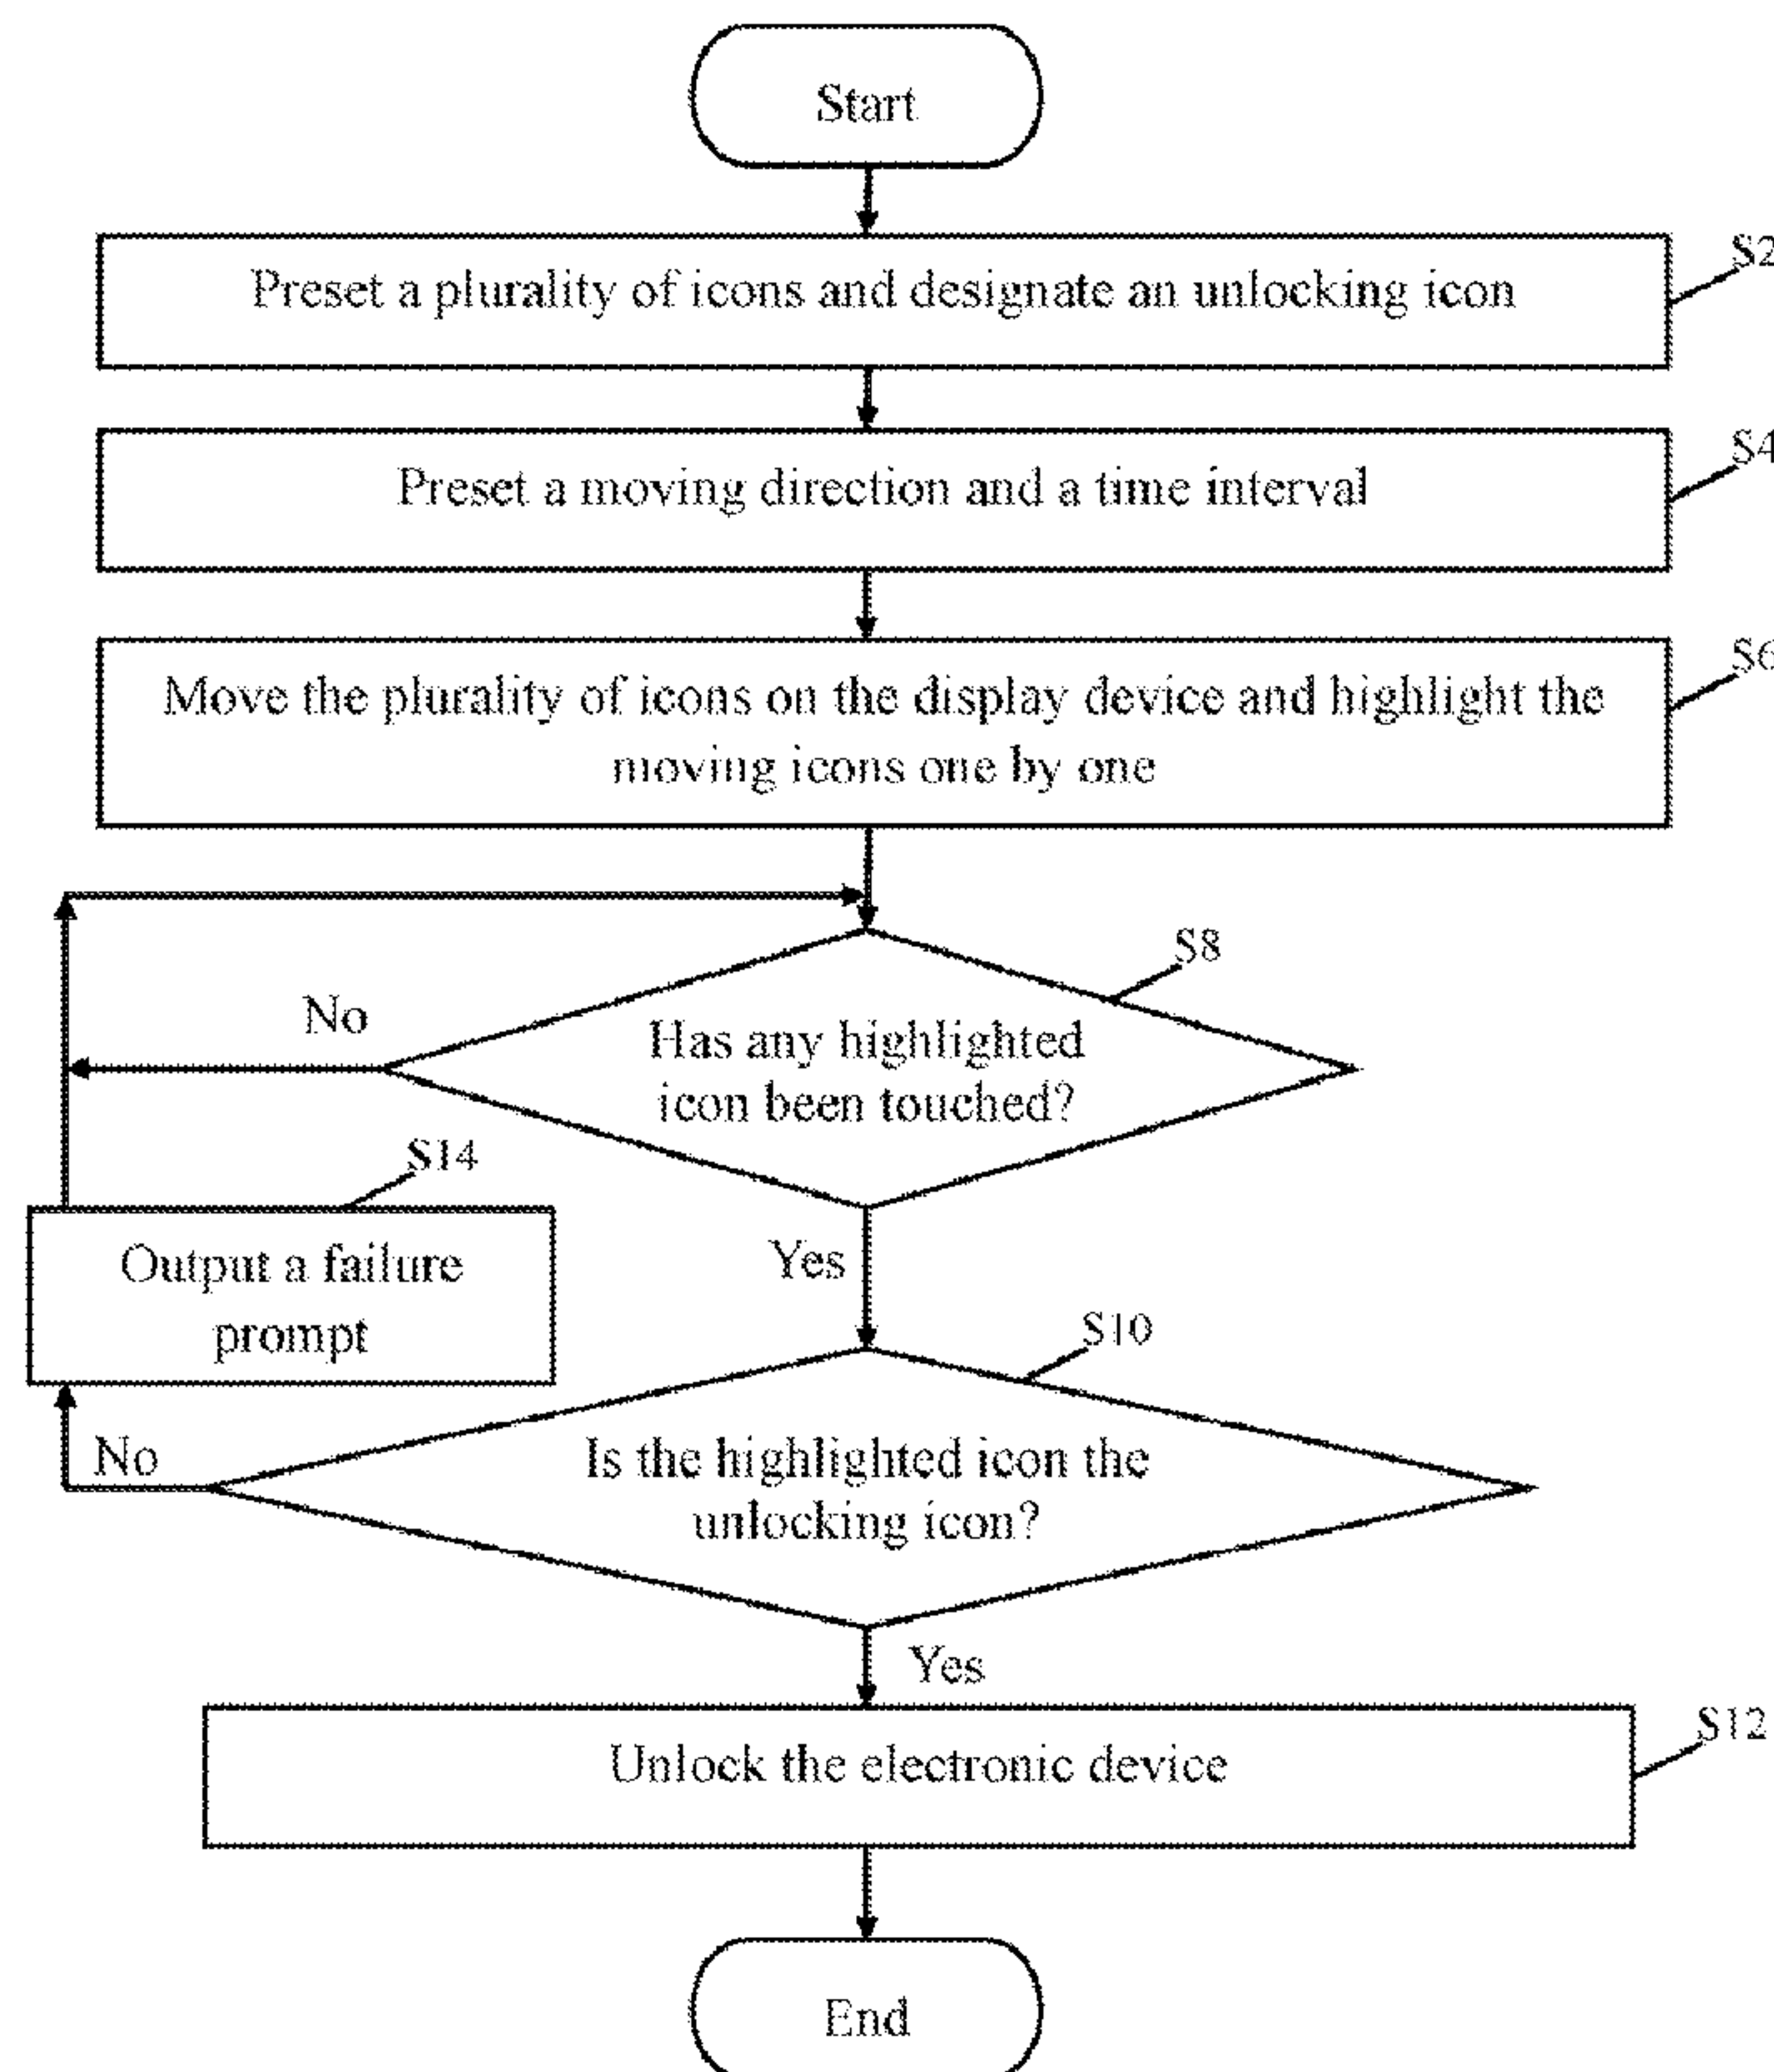 Start
Preset a plurality of icons and designate an unlocking icon
S2
Preset a moving direction and a time interval
S4
Move the plurality of icons on the display device and highlight the
moving icons one by one
S6
S8
No
Has any highlighted
icon been touched?
S14
Output a failure
prompt
Yes
S10
No
Is the highlighted icon the
unlocking icon?
Yes
S12
Unlock the electronic device
End